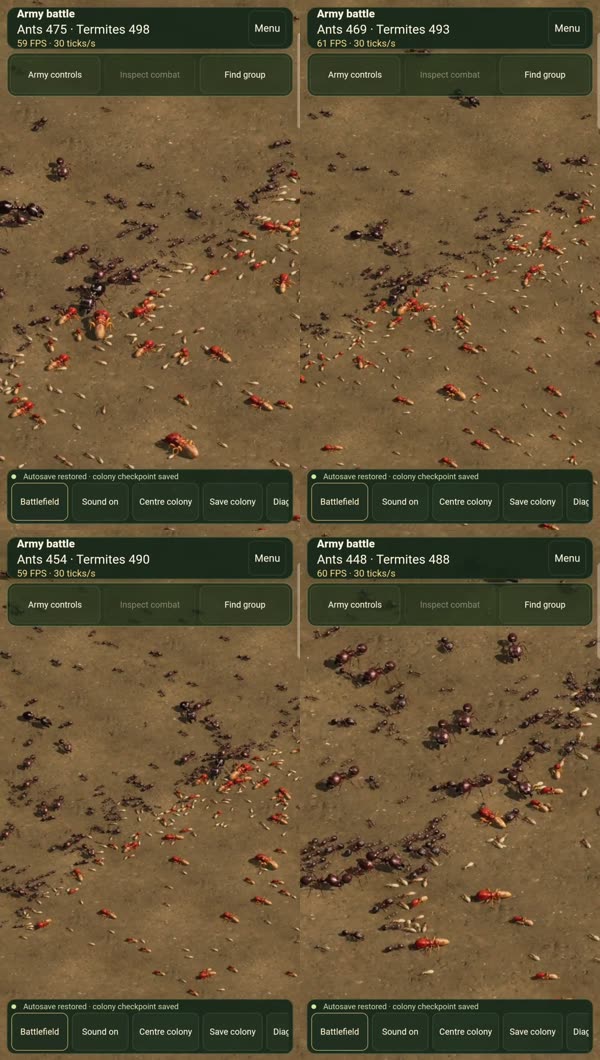 Army battle
Ants 475 · Termites 498
59 FPS · 30 ticks/s
Menu
Army controls
Inspect combat
Find group
Autosave restored · colony checkpoint saved
Battlefield
Sound on
Centre colony
Save colony
Army battle
Ants 469 · Termites 493
61 FPS · 30 ticks/s
Menu
Army controls
Inspect combat
Find group
Autosave restored · colony checkpoint saved
Battlefield
Sound on
Centre colony
Save colony
Army battle
Ants 454 · Termites 490
59 FPS · 30 ticks/s
Menu
Army controls
Inspect combat
Find group
Autosave restored · colony checkpoint saved
Battlefield
Sound on
Centre colony
Save colony
Army battle
Ants 448 · Termites 488
60 FPS · 30 ticks/s
Menu
Army controls
Inspect combat
Find group
Autosave restored · colony checkpoint saved
Battlefield
Sound on
Centre colony
Save colony